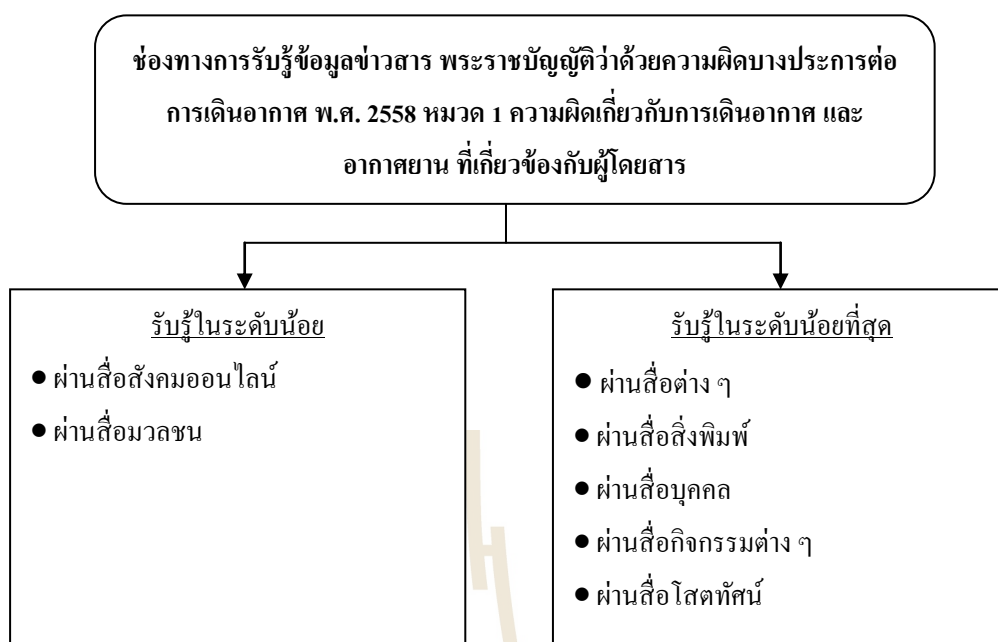 ช่องทางการรับรู้ข้อมูลข่าวสาร พระราชบัญญัติว่าด้วยความผิดบางประการต่อ
การเดินอากาศ พ.ศ. 2558 หมวด 1 ความผิดเกี่ยวกับการเดินอากาศ และ
อากาศยาน ที่เกี่ยวข้องกับผู้โดยสาร
รับรู้ในระดับน้อย
● ผ่านสื่อสังคมออนไลน์
● ผ่านสื่อมวลชน
รับรู้ในระดับน้อยที่สุด
● ผ่านสื่อต่าง ๆ
● ผ่านสื่อสิ่งพิมพ์
● ผ่านสื่อบุคคล
● ผ่านสื่อกิจกรรมต่าง ๆ
● ผ่านสื่อโสตทัศน์